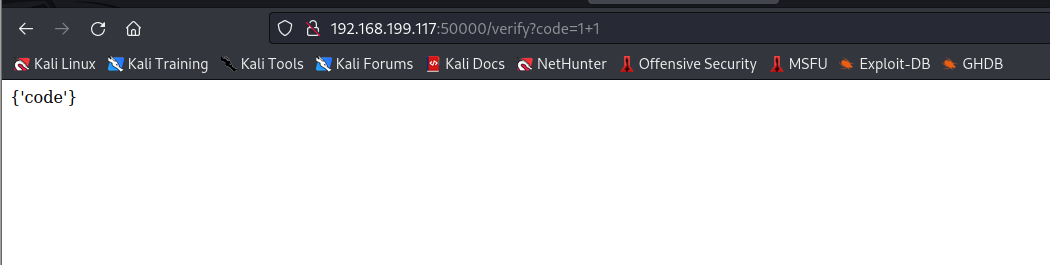 192.168.199.117:50000/verify?code=1+1
Kali Linux Kali Training Kali Tools Kali Forums Kali Docs NetHunter Offensive Security MSFU Exploit-DB GHDB
{'code'}